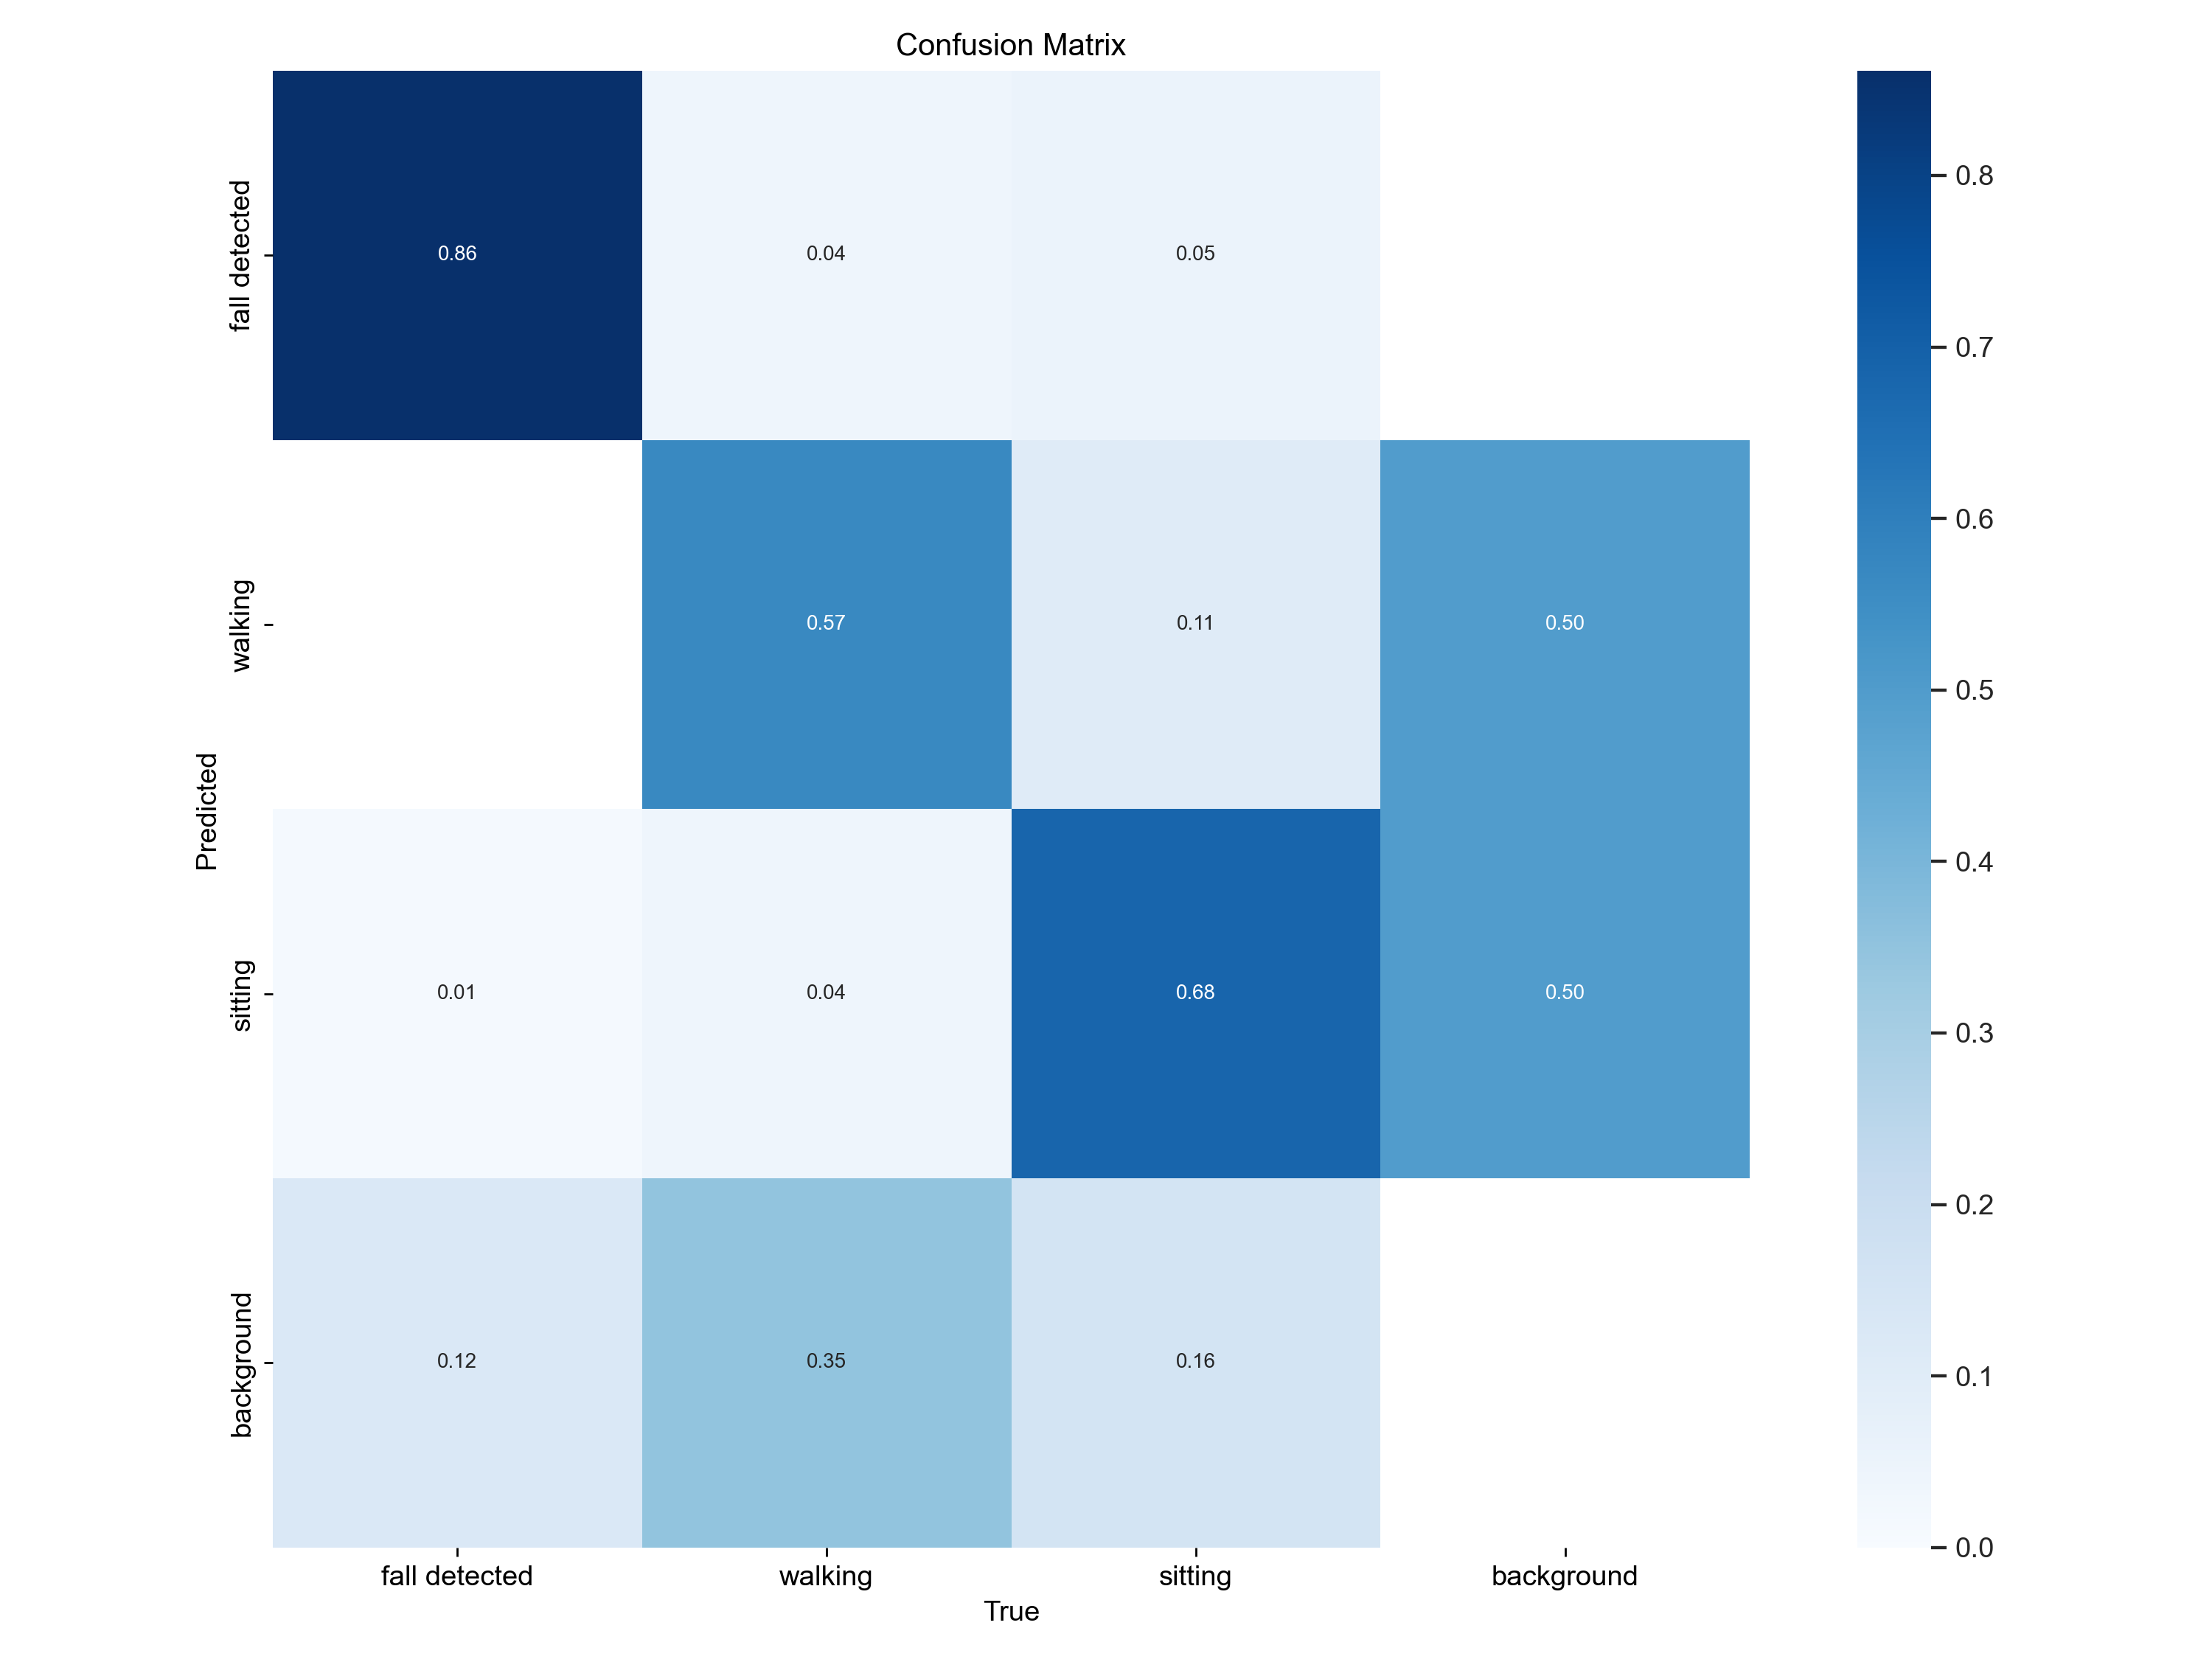 Confusion Matrix
fall detected
0.86
0.04
0.05
walking
0.57
0.11
0.50
Predicted
sitting
0.01
0.04
0.68
0.50
background
0.12
0.35
0.16
fall detected
walking
sitting
background
True
0.8
0.7
0.6
0.5
0.4
0.3
0.2
0.1
0.0